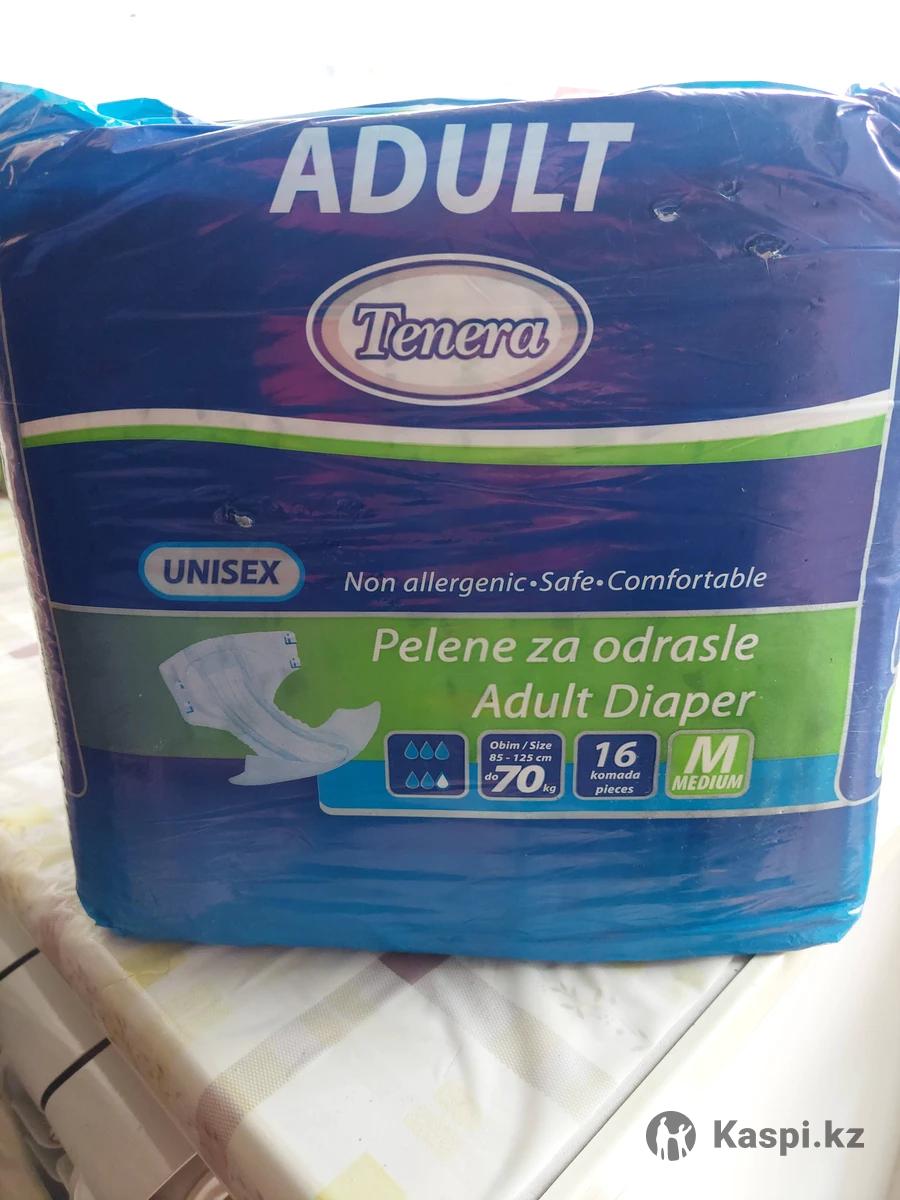 ADULT
Tenera
UNISEX
Non allergenic•Safe•Comfortable
Pelene za odrasle
Adult Diaper
Obim / Size
85 - 125 cm
do 70 kg
16
komada
pieces
M
MEDIUM
Kaspi.kz